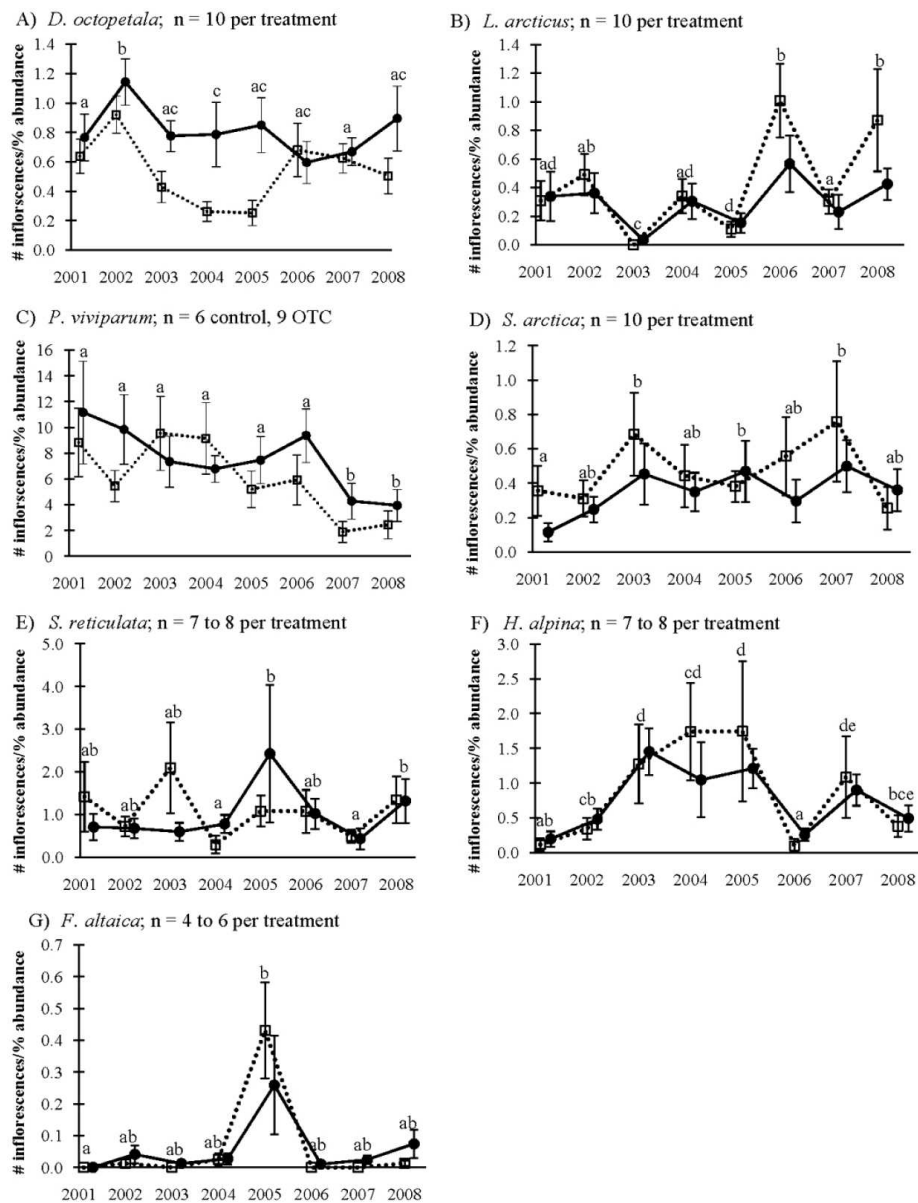 A) D. octopetala; n = 10 per treatment
# inflorescences/% abundance
1.4
1.2
1.0
0.8
0.6
0.4
0.2
0.0
a b ac c ac ac a ac
2001 2002 2003 2004 2005 2006 2007 2008
B) L. arcticus; n = 10 per treatment
# inflorescences/% abundance
1.4
1.2
1.0
0.8
0.6
0.4
0.2
0.0
ad ab c ad d b a b
2001 2002 2003 2004 2005 2006 2007 2008
C) P. viviparum; n = 6 control, 9 OTC
# inflorscences/% abundance
16
14
12
10
8
6
4
2
0
a a a a a a b b
2001 2002 2003 2004 2005 2006 2007 2008
D) S. arctica; n = 10 per treatment
# inflorescences/% abundance
1.2
1.0
0.8
0.6
0.4
0.2
0.0
a ab b ab b ab b ab
2001 2002 2003 2004 2005 2006 2007 2008
E) S. reticulata; n = 7 to 8 per treatment
# inflorescences/% abundance
5.0
4.0
3.0
2.0
1.0
0.0
ab ab ab a b ab a b
2001 2002 2003 2004 2005 2006 2007 2008
F) H. alpina; n = 7 to 8 per treatment
# inflorescences/% abundance
3.0
2.5
2.0
1.5
1.0
0.5
0.0
ab cb d cd d a de bce
2001 2002 2003 2004 2005 2006 2007 2008
G) F. altaica; n = 4 to 6 per treatment
# inflorescences/% abundance
0.7
0.6
0.5
0.4
0.3
0.2
0.1
0.0
a ab ab ab b ab ab ab
2001 2002 2003 2004 2005 2006 2007 2008